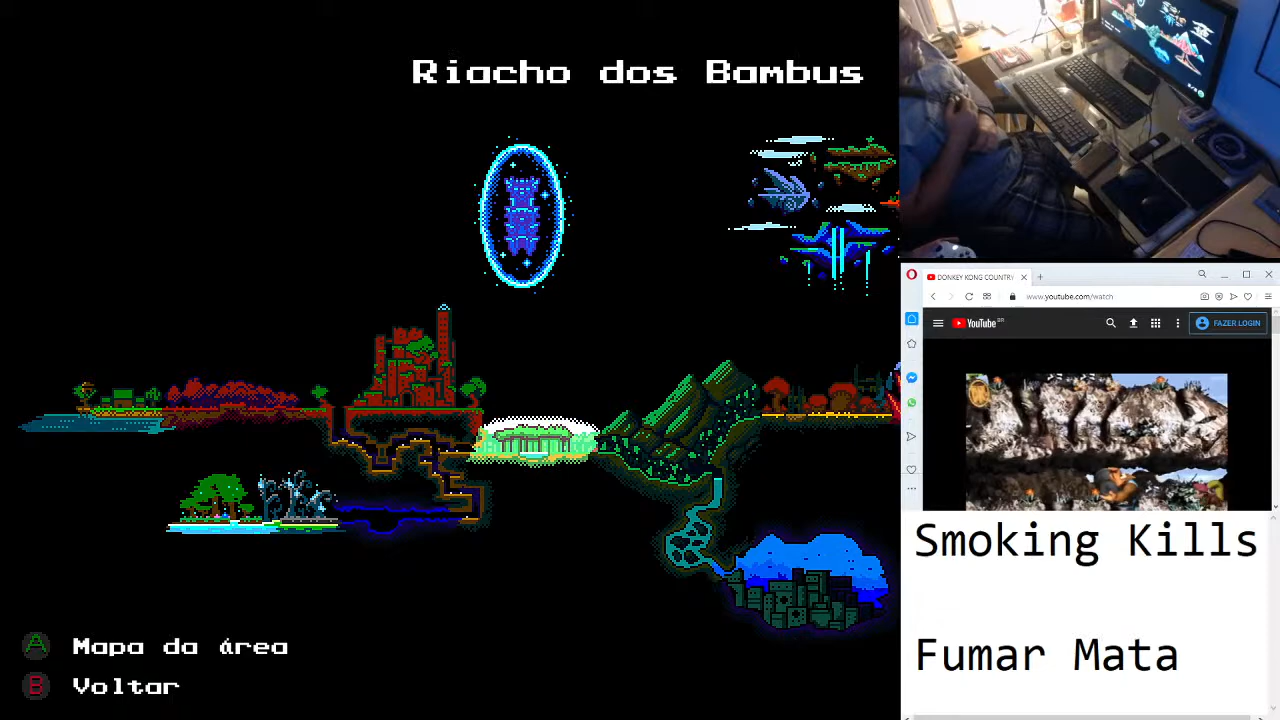 Riacho dos Bambus
A Mapa da área
B Voltar
DONKEY KONG COUNTRY
www.youtube.com/watch
YouTube BR
FAZER LOGIN
Smoking Kills
Fumar Mata